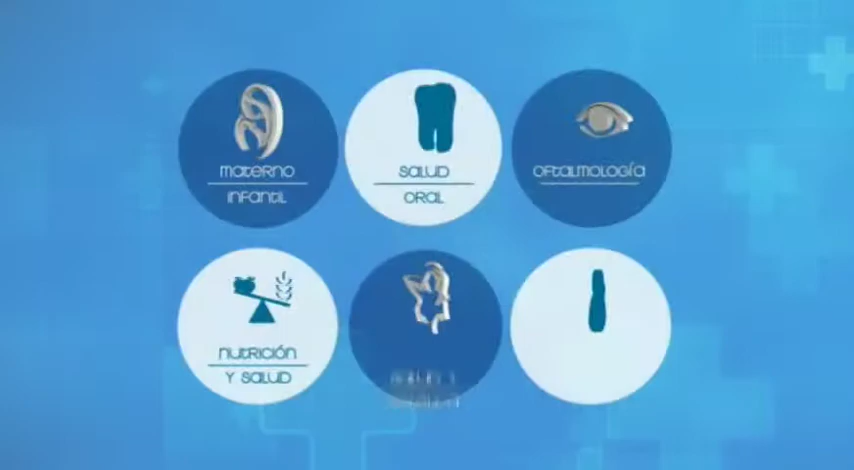 MATERNO
INFANTIL
SALUD
ORAL
OFTALMOLOGÍA
NUTRICIÓN
Y SALUD